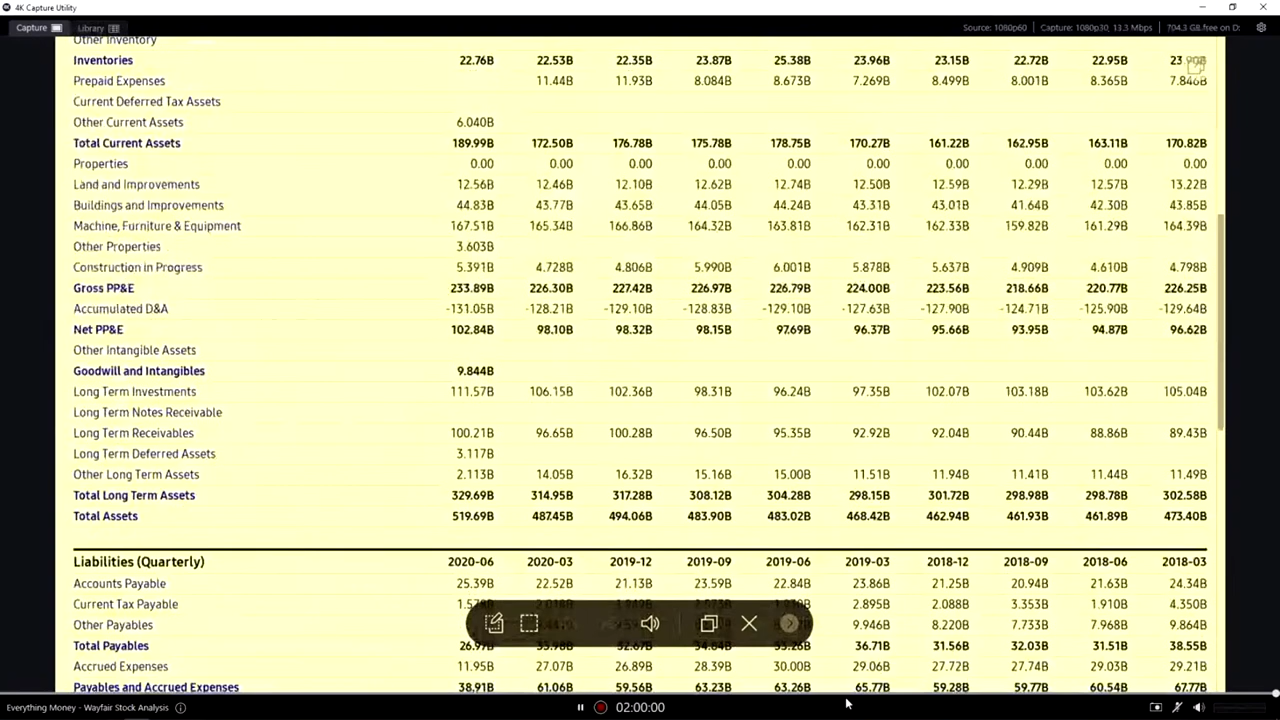 4K Capture Utility
Capture Library Source: 1080p60 Capture: 1080p30, 13.3 Mbps 704.3 GB free on D:
Other Inventory
Inventories 22.76B 22.53B 22.35B 23.87B 25.38B 23.96B 23.15B 22.72B 22.95B
Prepaid Expenses 11.44B 11.93B 8.084B 8.673B 7.269B 8.499B 8.001B 8.365B 7.846B
Current Deferred Tax Assets
Other Current Assets 6.040B
Total Current Assets 189.99B 172.50B 176.78B 175.78B 178.75B 170.27B 161.22B 162.95B 163.11B 170.82B
Properties 0.00 0.00 0.00 0.00 0.00 0.00 0.00 0.00 0.00 0.00
Land and Improvements 12.56B 12.46B 12.10B 12.62B 12.74B 12.50B 12.59B 12.29B 12.57B 13.22B
Buildings and Improvements 44.83B 43.77B 43.65B 44.05B 44.24B 43.31B 43.01B 41.64B 42.30B 43.85B
Machine, Furniture & Equipment 167.51B 165.34B 166.86B 164.32B 163.81B 162.31B 162.33B 159.82B 161.29B 164.39B
Other Properties 3.603B
Construction in Progress 5.391B 4.728B 4.806B 5.990B 6.001B 5.878B 5.637B 4.909B 4.610B 4.798B
Gross PP&E 233.89B 226.30B 227.42B 226.97B 226.79B 224.00B 223.56B 218.66B 220.77B 226.25B
Accumulated D&A -131.05B -128.21B -129.10B -128.83B -129.10B -127.63B -127.90B -124.71B -125.90B -129.64B
Net PP&E 102.84B 98.10B 98.32B 98.15B 97.69B 96.37B 95.66B 93.95B 94.87B 96.62B
Other Intangible Assets
Goodwill and Intangibles 9.844B
Long Term Investments 111.57B 106.15B 102.36B 98.31B 96.24B 97.35B 102.07B 103.18B 103.62B 105.04B
Long Term Notes Receivable
Long Term Receivables 100.21B 96.65B 100.28B 96.50B 95.35B 92.92B 92.04B 90.44B 88.86B 89.43B
Long Term Deferred Assets 3.117B
Other Long Term Assets 2.113B 14.05B 16.32B 15.16B 15.00B 11.51B 11.94B 11.41B 11.44B 11.49B
Total Long Term Assets 329.69B 314.95B 317.28B 308.12B 304.28B 298.15B 301.72B 298.98B 298.78B 302.58B
Total Assets 519.69B 487.45B 494.06B 483.90B 483.02B 468.42B 462.94B 461.93B 461.89B 473.40B
Liabilities (Quarterly) 2020-06 2020-03 2019-12 2019-09 2019-06 2019-03 2018-12 2018-09 2018-06 2018-03
Accounts Payable 25.39B 22.52B 21.13B 23.59B 22.84B 23.86B 21.25B 20.94B 21.63B 24.34B
Current Tax Payable 2.895B 2.088B 3.353B 1.910B 4.350B
Other Payables 9.946B 8.220B 7.733B 7.968B 9.864B
Total Payables 36.71B 31.56B 32.03B 31.51B 38.55B
Accrued Expenses 11.95B 27.07B 26.89B 28.39B 30.00B 29.06B 27.72B 27.74B 29.03B 29.21B
Payables and Accrued Expenses 38.91B 61.06B 59.56B 63.23B 63.26B 65.77B 59.28B 59.77B 60.54B 67.77B
Everything Money - Wayfair Stock Analysis 02:00:00